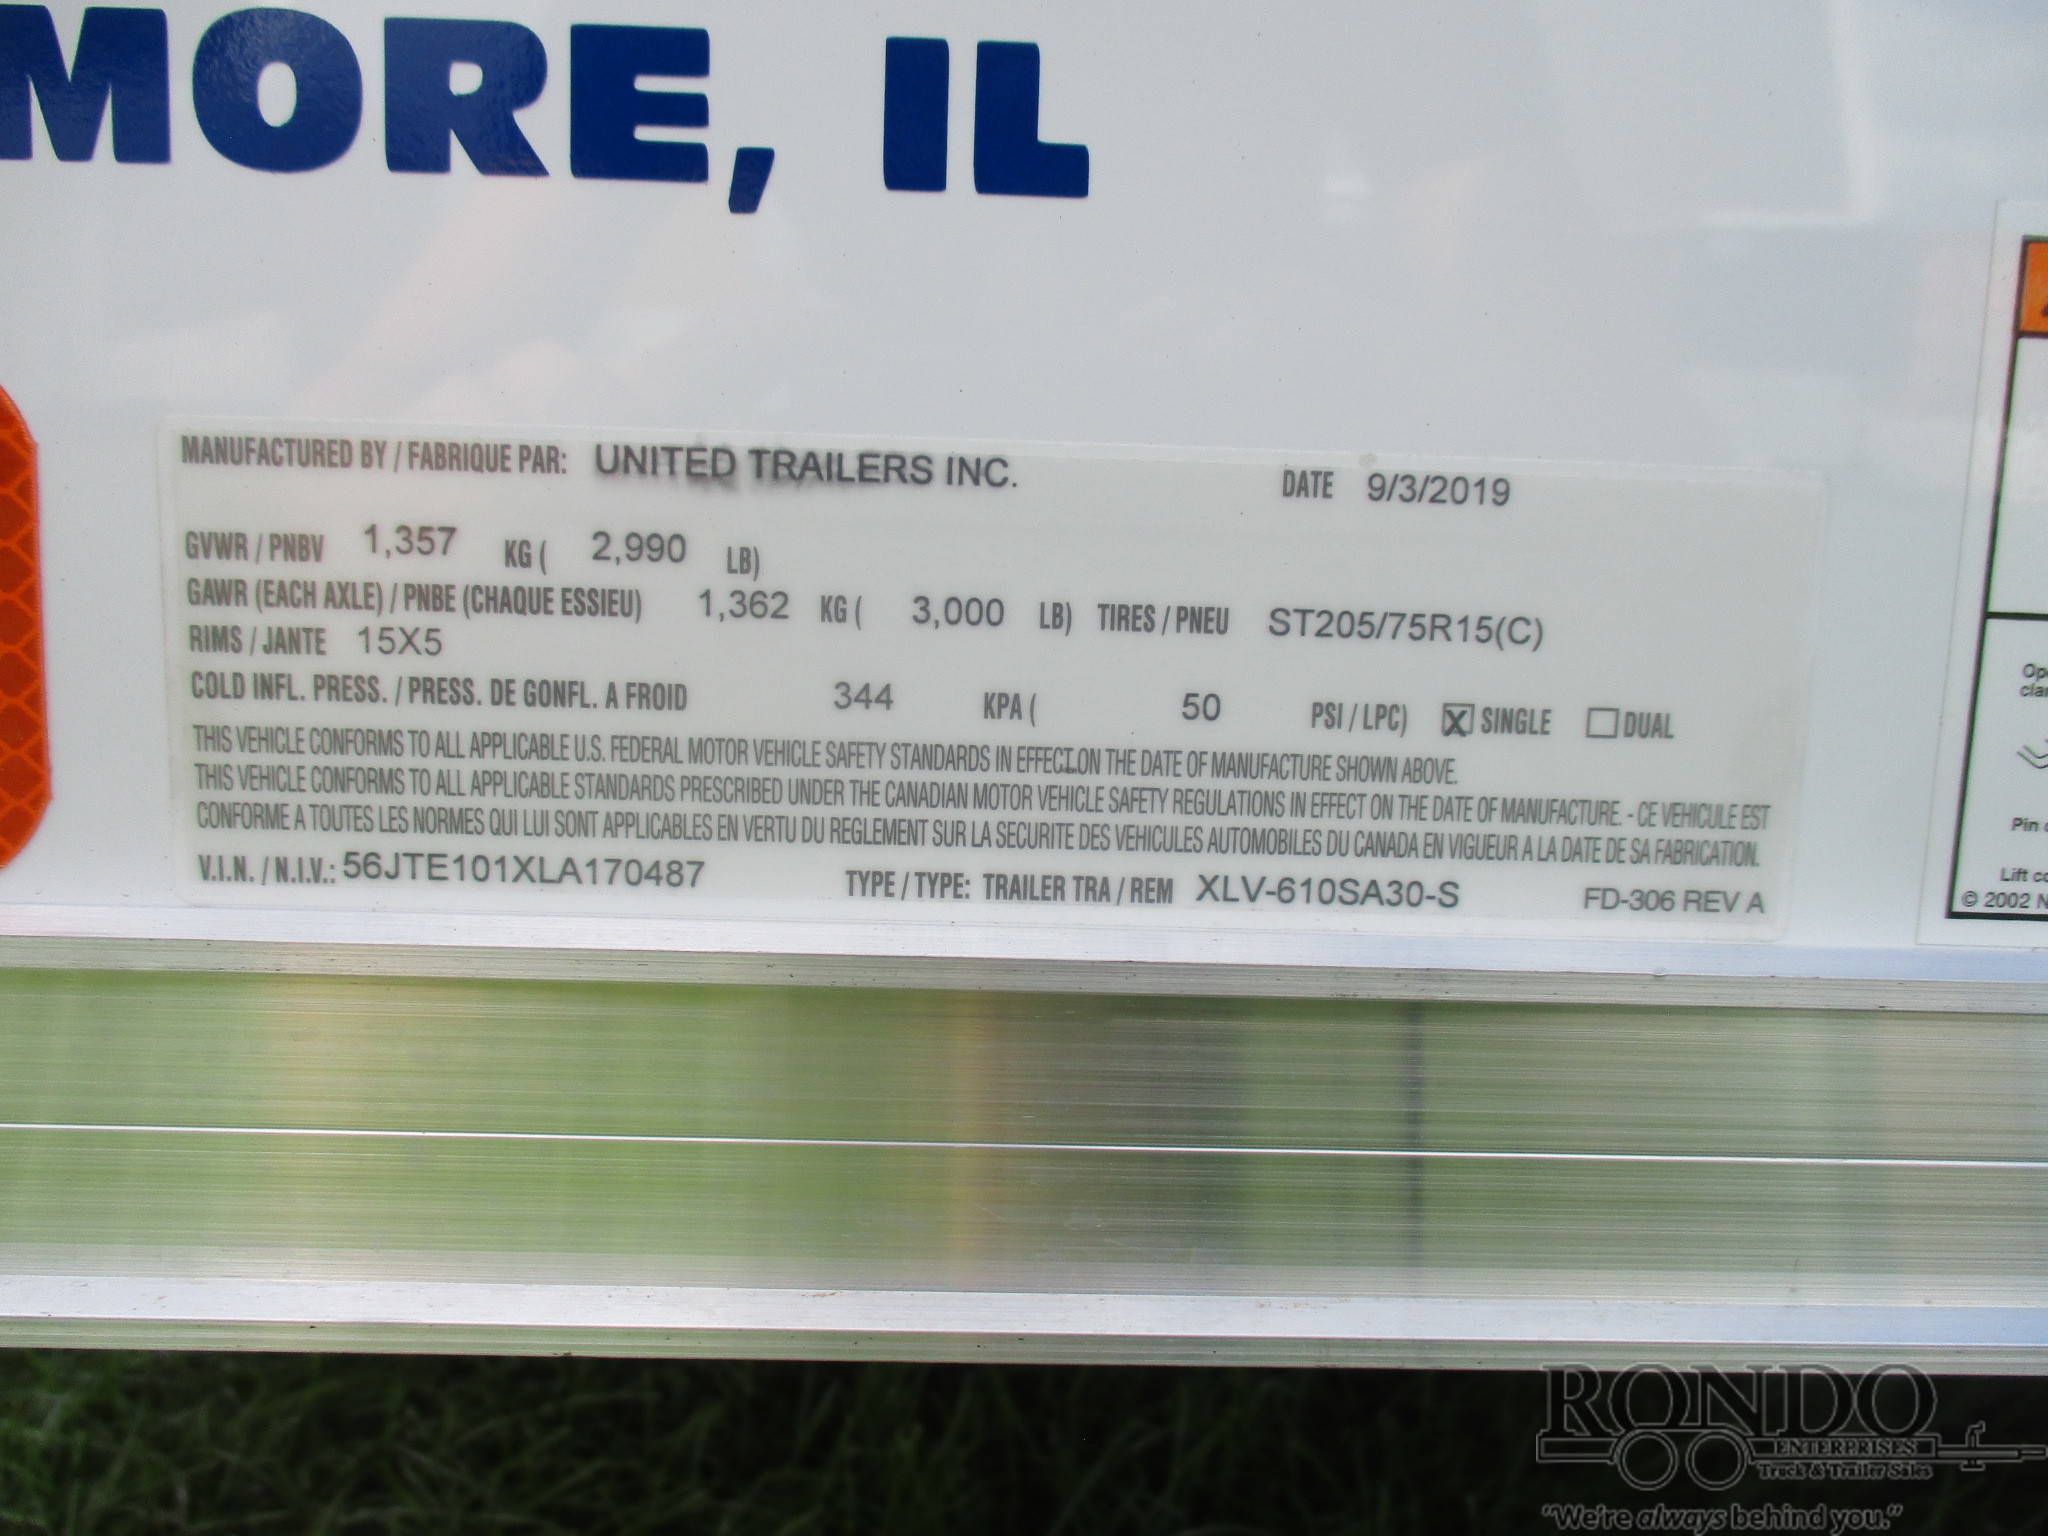 MORE, IL
MANUFACTURED BY / FABRIQUE PAR: UNITED TRAILERS INC. DATE 9/3/2019
GVWR / PNBV 1,357 KG ( 2,990 LB)
GAWR (EACH AXLE) / PNBE (CHAQUE ESSIEU) 1,362 KG ( 3,000 LB) TIRES / PNEU ST205/75R15(C)
RIMS / JANTE 15X5
COLD INFL. PRESS. / PRESS. DE GONFL. A FROID 344 KPA ( 50 PSI / LPC) X SINGLE DUAL
THIS VEHICLE CONFORMS TO ALL APPLICABLE U.S. FEDERAL MOTOR VEHICLE SAFETY STANDARDS IN EFFECT ON THE DATE OF MANUFACTURE SHOWN ABOVE.
THIS VEHICLE CONFORMS TO ALL APPLICABLE STANDARDS PRESCRIBED UNDER THE CANADIAN MOTOR VEHICLE SAFETY REGULATIONS IN EFFECT ON THE DATE OF MANUFACTURE. - CE VEHICULE EST
CONFORME A TOUTES LES NORMES QUI LUI SONT APPLICABLES EN VERTU DU REGLEMENT SUR LA SECURITE DES VEHICULES AUTOMOBILES DU CANADA EN VIGUEUR A LA DATE DE SA FABRICATION.
V.I.N. / N.I.V.: 56JTE101XLA170487 TYPE / TYPE: TRAILER TRA / REM XLV-610SA30-S FD-306 REV A
Pin
Lift
© 2002 N
RONDO
ENTERPRISES
Truck & Trailer Sales
"We're always behind you."